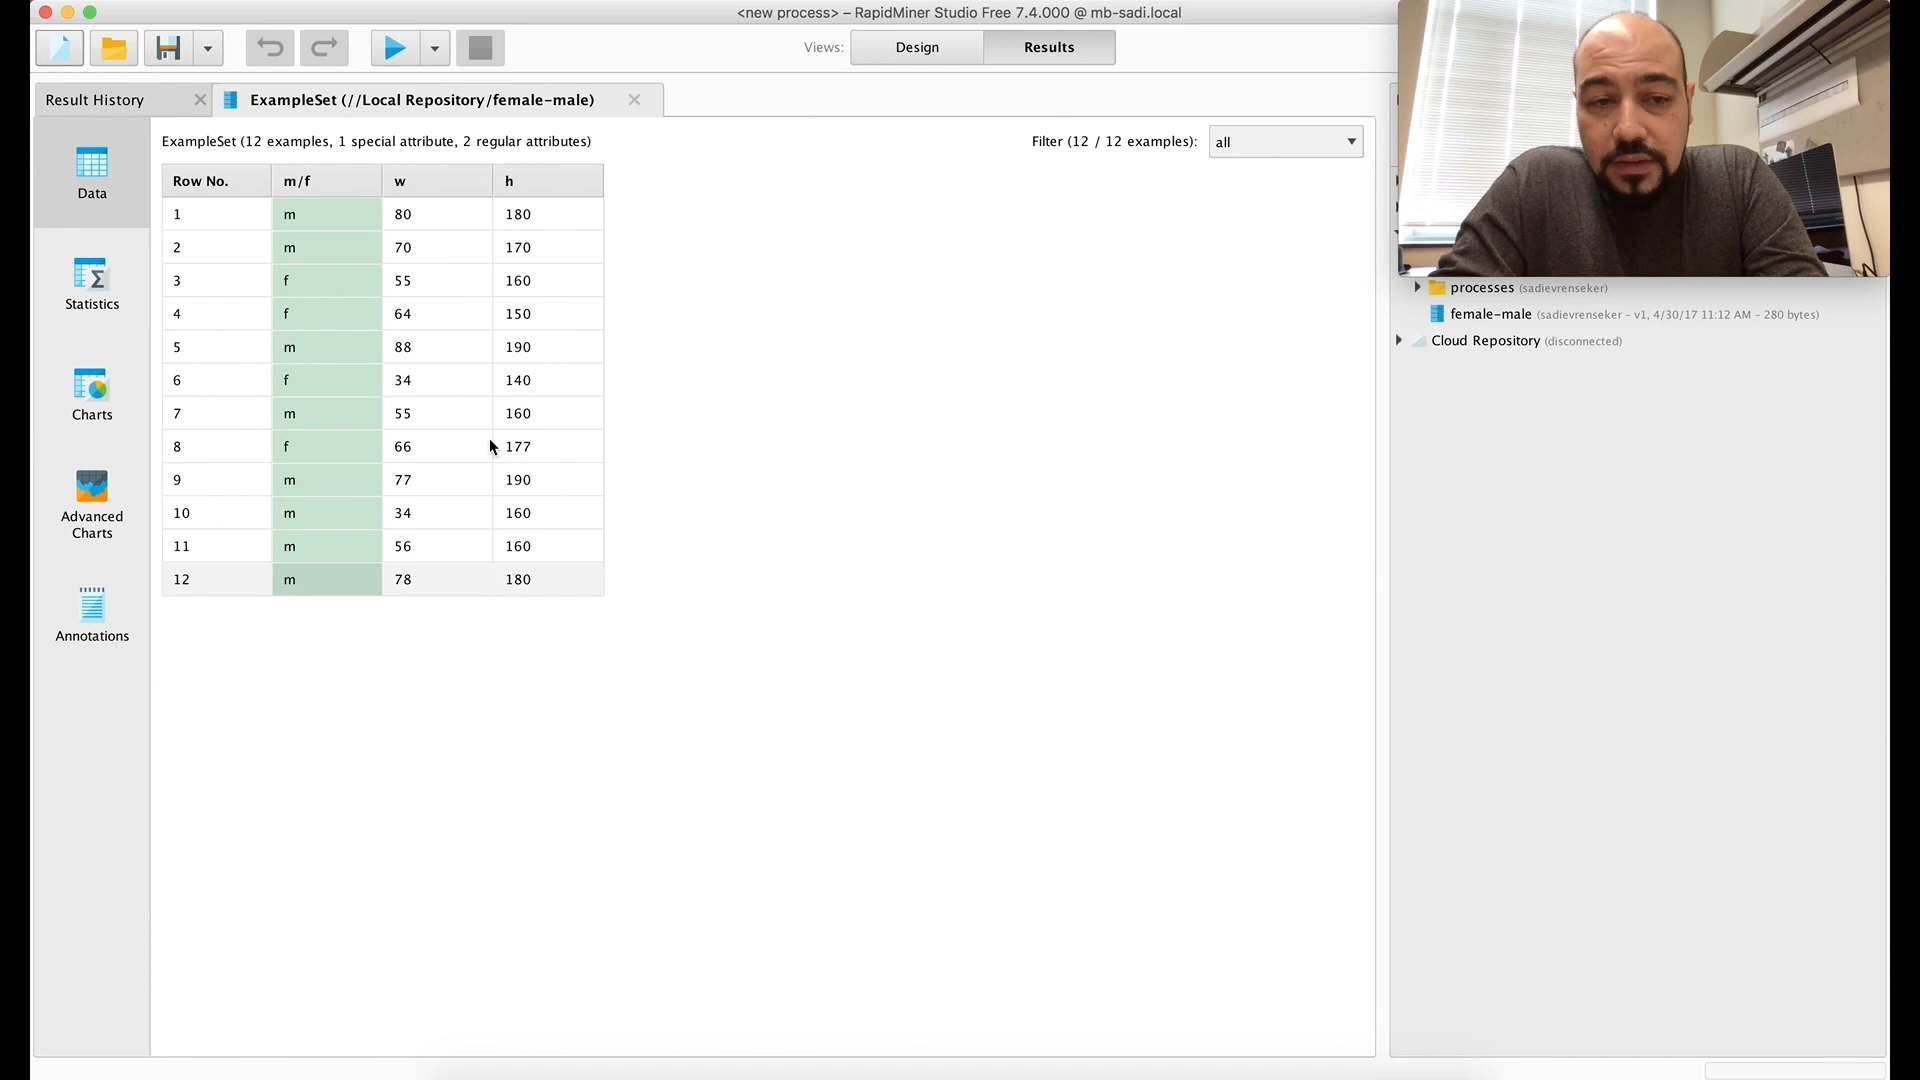 <new process> – RapidMiner Studio Free 7.4.000 @ mb-sadi.local
Views: Design Results
Result History ExampleSet (//Local Repository/female-male)
Data
Statistics
Charts
Advanced
Charts
Annotations
ExampleSet (12 examples, 1 special attribute, 2 regular attributes) Filter (12 / 12 examples): all
Row No. m/f w h
1 m 80 180
2 m 70 170
3 f 55 160
4 f 64 150
5 m 88 190
6 f 34 140
7 m 55 160
8 f 66 177
9 m 77 190
10 m 34 160
11 m 56 160
12 m 78 180
processes (sadievrenseker)
female-male (sadievrenseker – v1, 4/30/17 11:12 AM – 280 bytes)
Cloud Repository (disconnected)